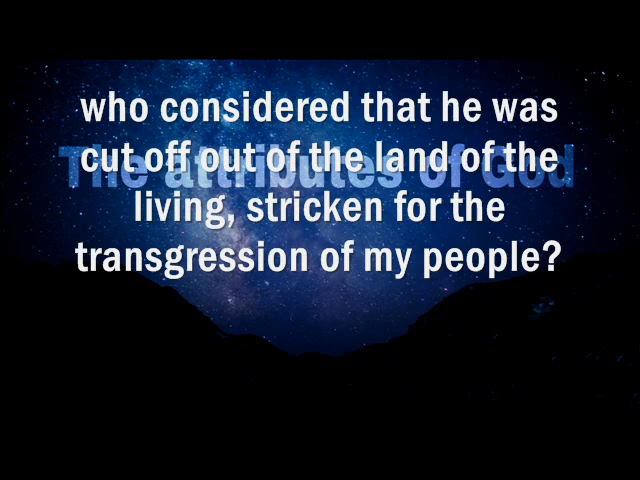 who considered that he was
cut off out of the land of the
The attributes of God
living, stricken for the
transgression of my people?